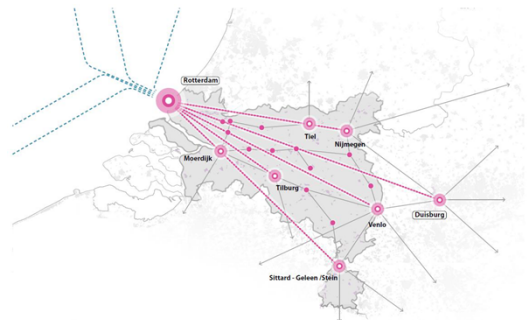 Rotterdam
Tiel
Nijmegen
Moerdijk
Tilburg
Duisburg
Venlo
Sittard - Geleen /Stein